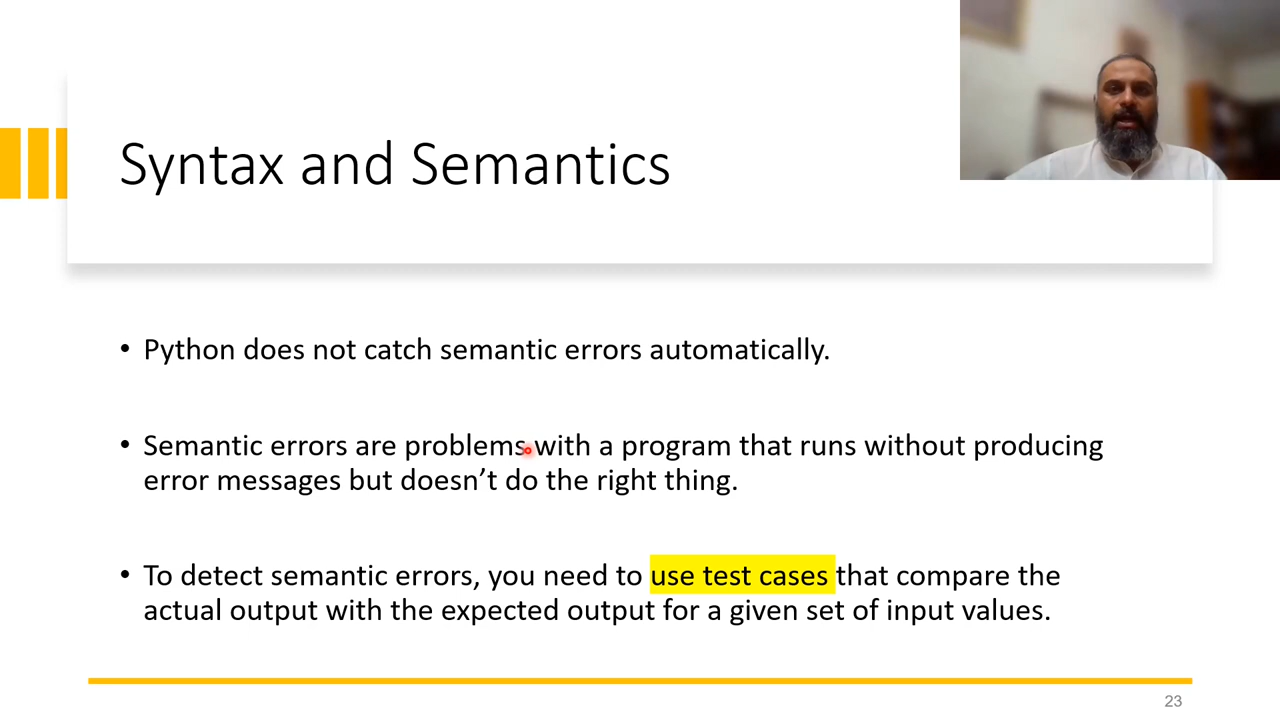 Syntax and Semantics
• Python does not catch semantic errors automatically.
• Semantic errors are problems with a program that runs without producing
error messages but doesn’t do the right thing.
• To detect semantic errors, you need to use test cases that compare the
actual output with the expected output for a given set of input values.
23